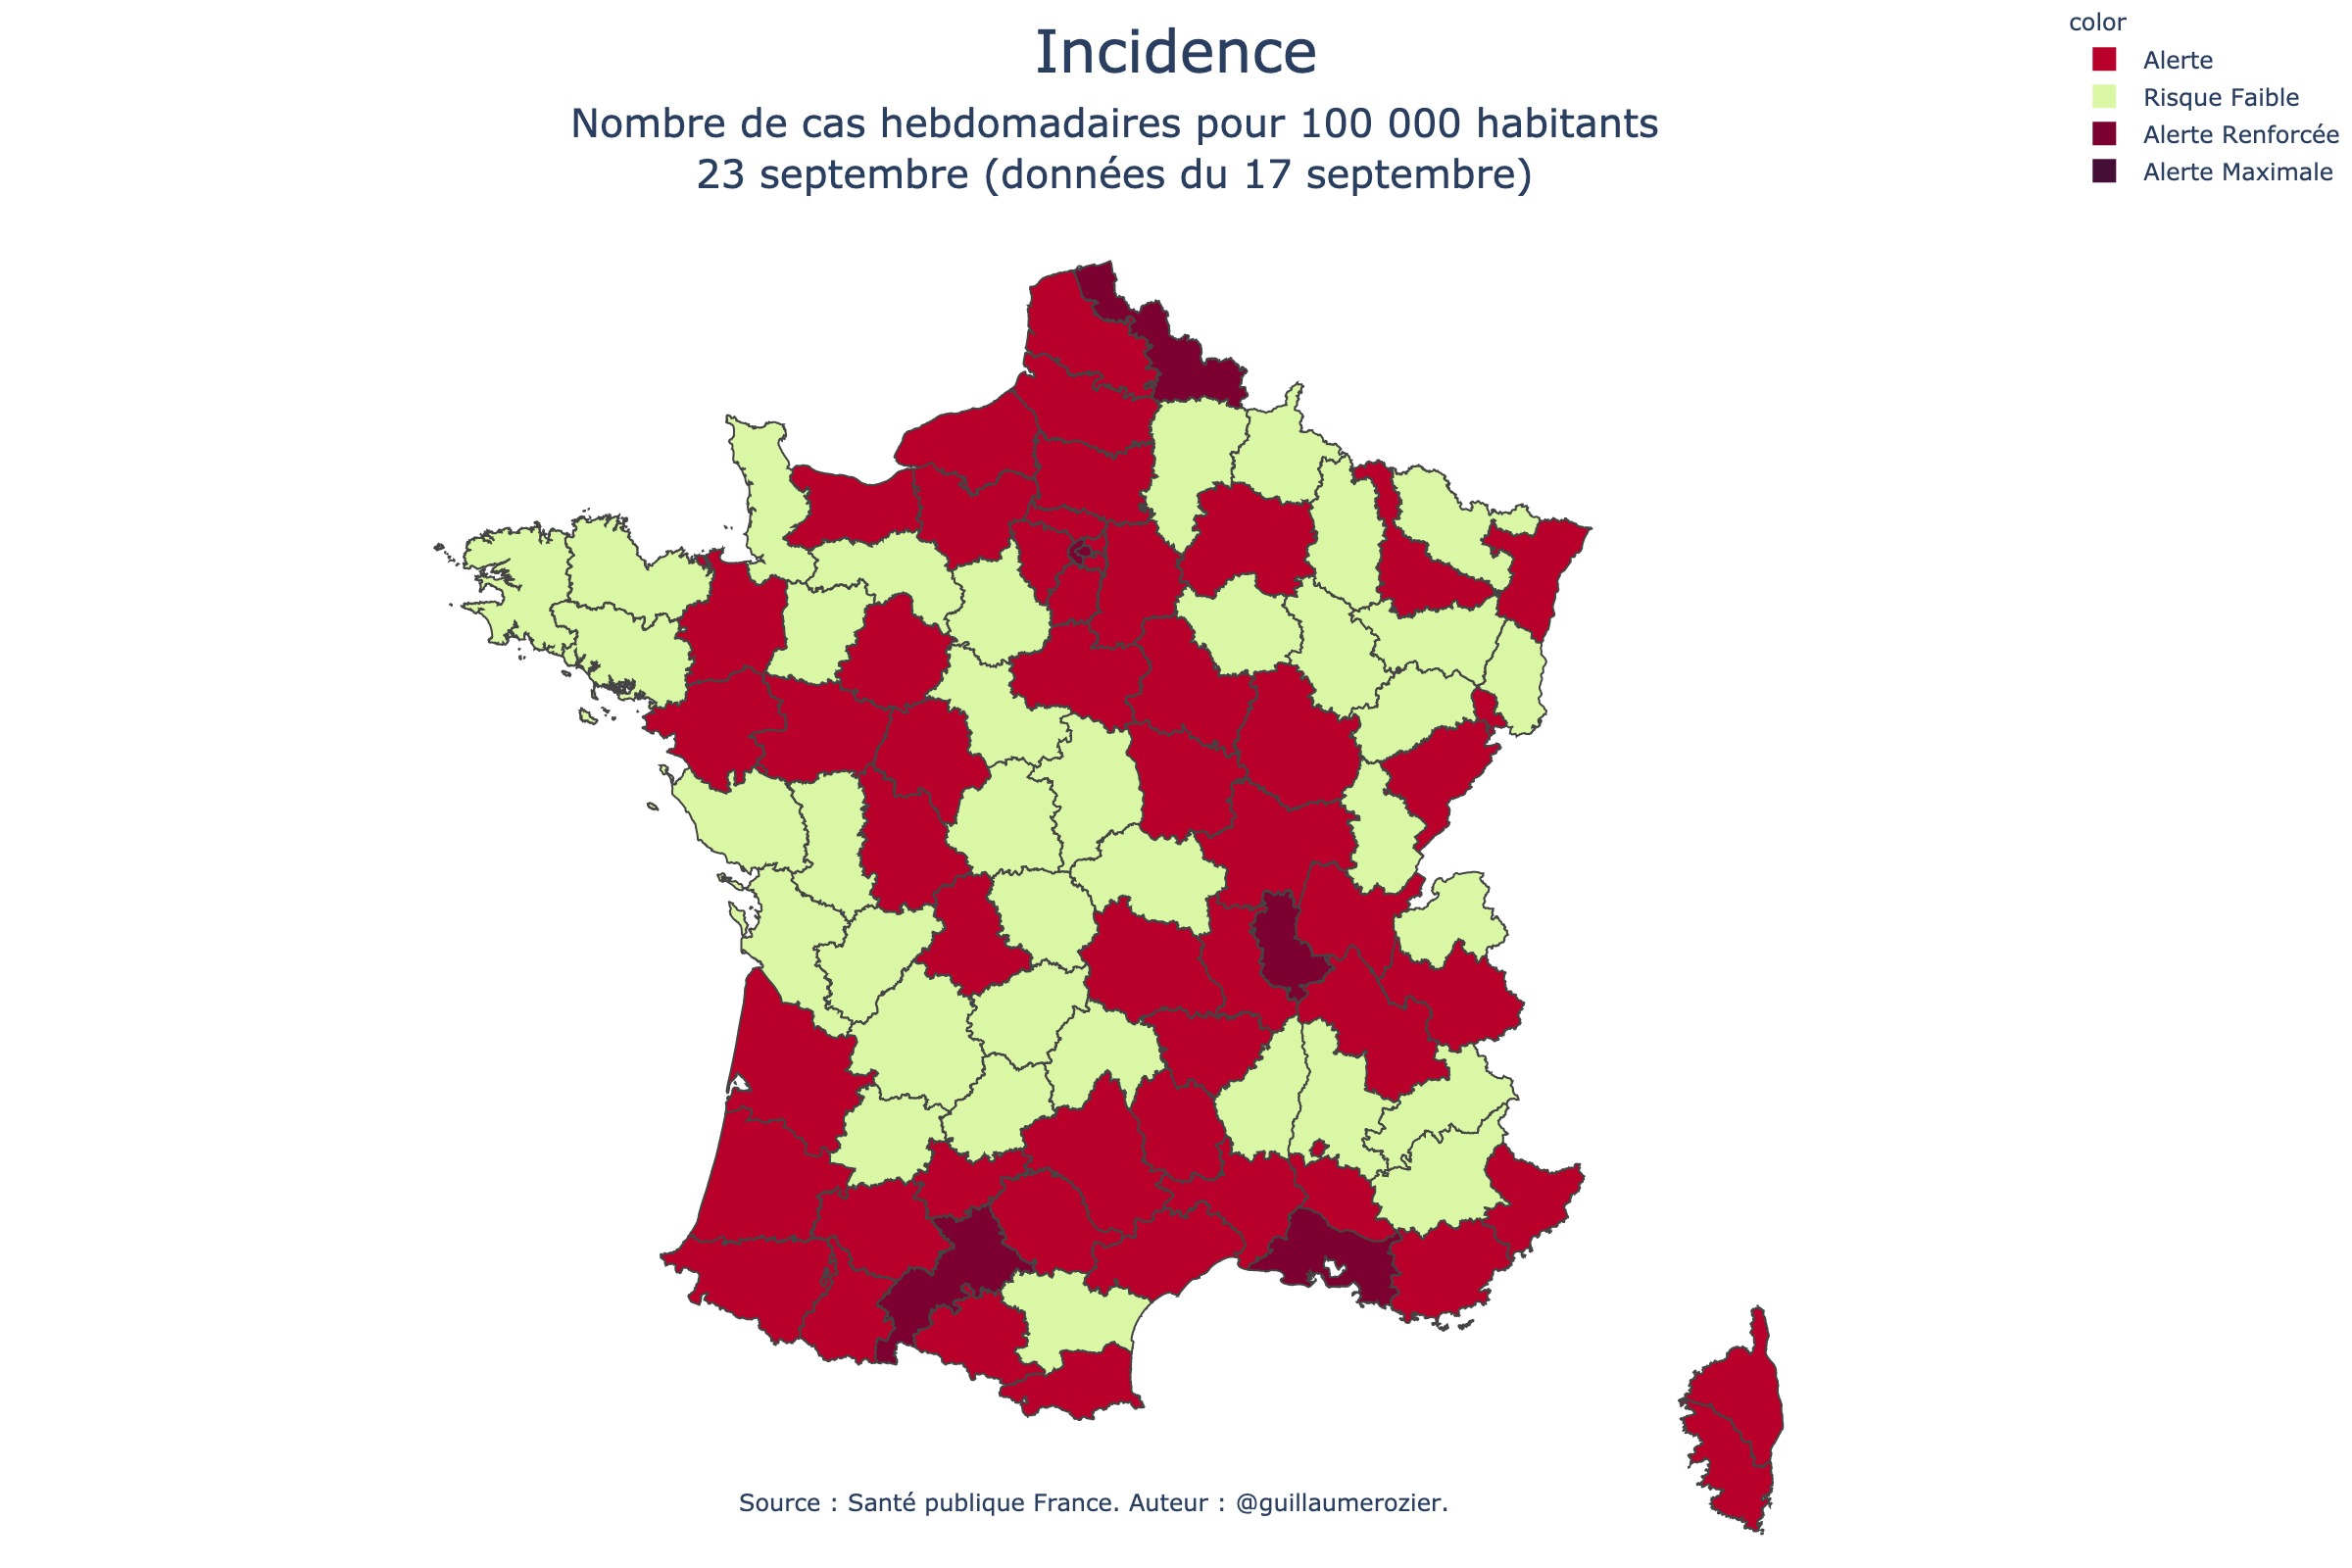 Incidence
Nombre de cas hebdomadaires pour 100 000 habitants
23 septembre (données du 17 septembre)
color
Alerte
Risque Faible
Alerte Renforcée
Alerte Maximale
Source : Santé publique France. Auteur : @guillaumerozier.